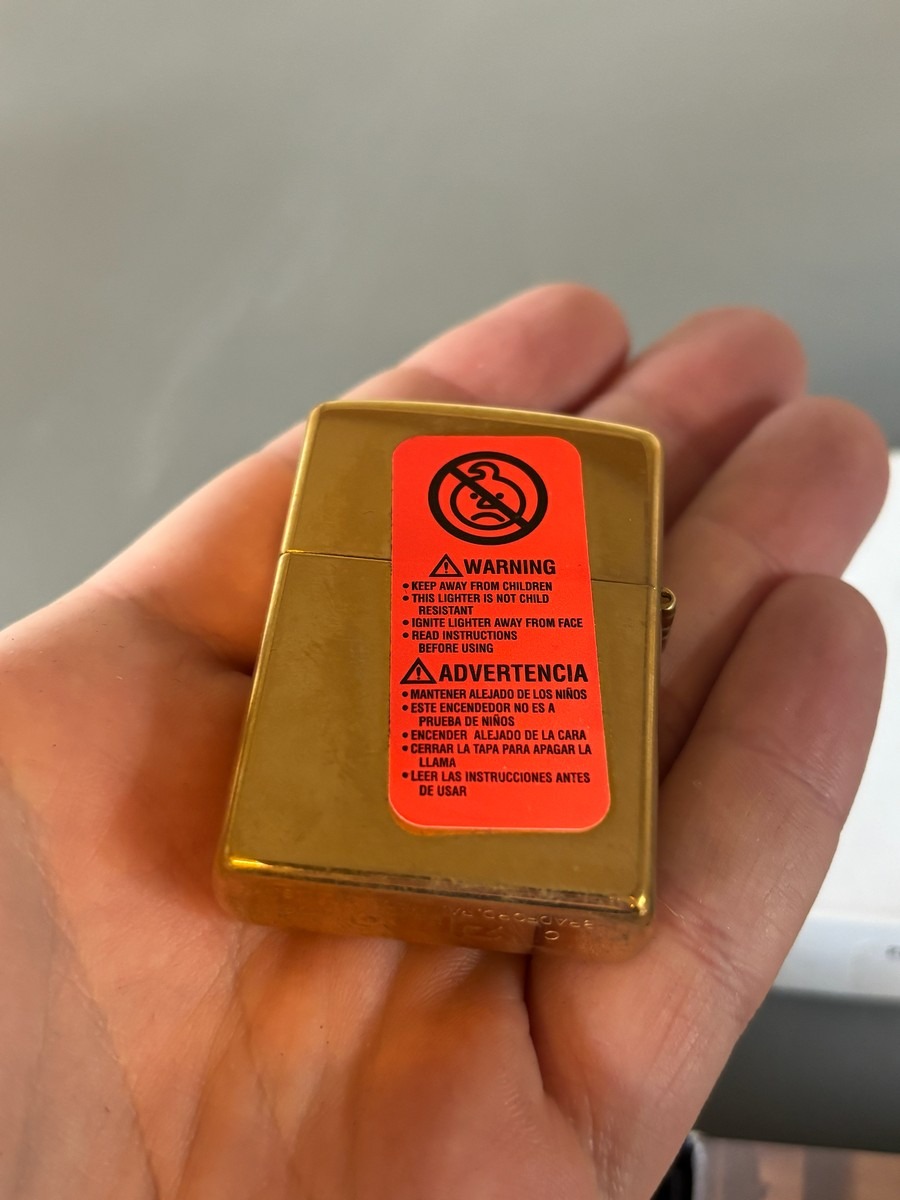 WARNING
• KEEP AWAY FROM CHILDREN
• THIS LIGHTER IS NOT CHILD
RESISTANT
• IGNITE LIGHTER AWAY FROM FACE
• READ INSTRUCTIONS
BEFORE USING
ADVERTENCIA
• MANTENER ALEJADO DE LOS NIÑOS
• ESTE ENCENDEDOR NO ES A
PRUEBA DE NIÑOS
• ENCENDER ALEJADO DE LA CARA
• CERRAR LA TAPA PARA APAGAR LA
LLAMA
• LEER LAS INSTRUCCIONES ANTES
DE USAR
BRADFORD, PA